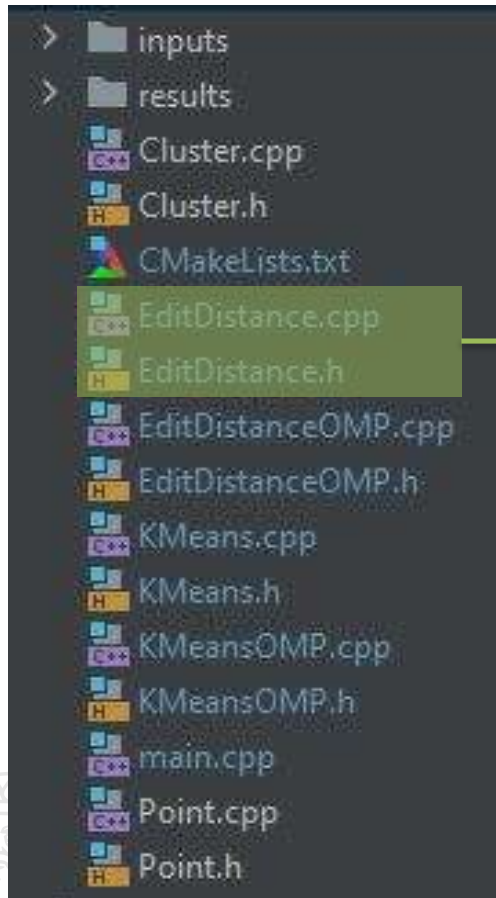 inputs
results
C++ Cluster.cpp
H Cluster.h
CMakeLists.txt
C++ EditDistance.cpp
H EditDistance.h
C++ EditDistanceOMP.cpp
H EditDistanceOMP.h
C++ KMeans.cpp
H KMeans.h
C++ KMeansOMP.cpp
H KMeansOMP.h
C++ main.cpp
C++ Point.cpp
H Point.h